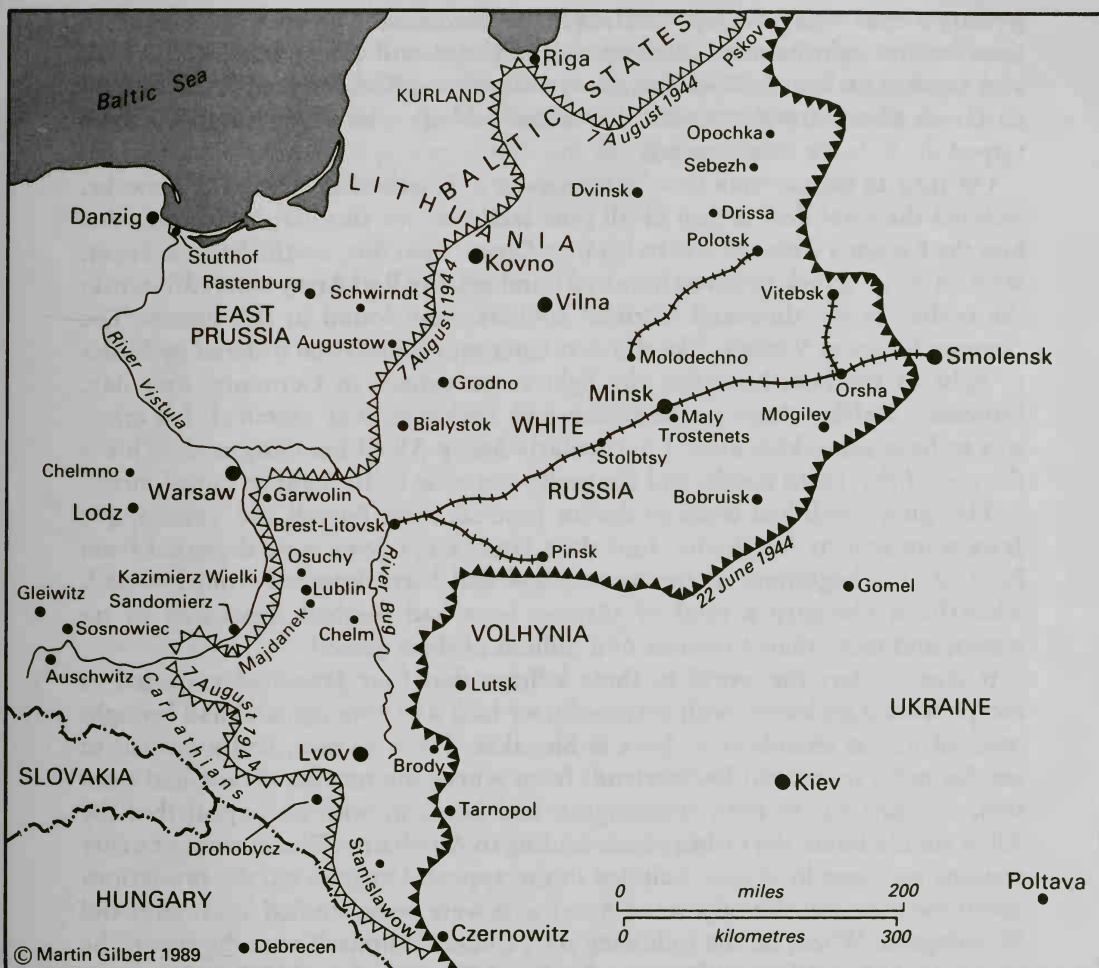 Baltic Sea
Riga
Pskov
KURLAND
BALTIC STATES
7 August 1944
Opochka
Sebezh
LITHUANIA
Dvinsk
Drissa
Danzig
Polotsk
Stutthof
Kovno
Rastenburg
Schwirndt
Vilna
Vitebsk
EAST
PRUSSIA
Augustow
7 August 1944
River Vistula
Molodechno
Smolensk
Grodno
Orsha
Minsk
Maly
Trostenets
Mogilev
Bialystok
WHITE
RUSSIA
Stolbtsy
Chelmno
Warsaw
Garwolin
Lodz
Bobruisk
Brest-Litovsk
Pinsk
Osuchy
River Bug
22 June 1944
Kazimierz Wielki
Lublin
Gomel
Gleiwitz
Sandomierz
Majdanek
Chelm
Sosnowiec
VOLHYNIA
Auschwitz
Carpathians
7 August 1944
Lutsk
UKRAINE
SLOVAKIA
Lvov
Brody
Kiev
Tarnopol
Drohobycz
Stanislawow
HUNGARY
0 miles 200
0 kilometres 300
Poltava
Czernowitz
Debrecen
© Martin Gilbert 1989